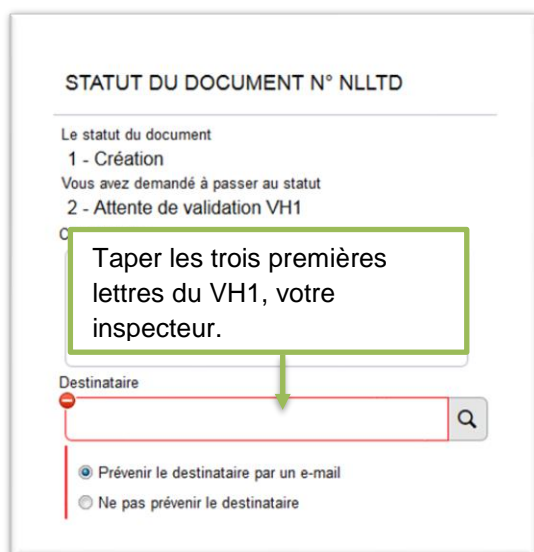 STATUT DU DOCUMENT N° NLLTD
Le statut du document
1 - Création
Vous avez demandé à passer au statut
2 - Attente de validation VH1
Taper les trois premières
lettres du VH1, votre
inspecteur.
Destinataire
Prévenir le destinataire par un e-mail
Ne pas prévenir le destinataire